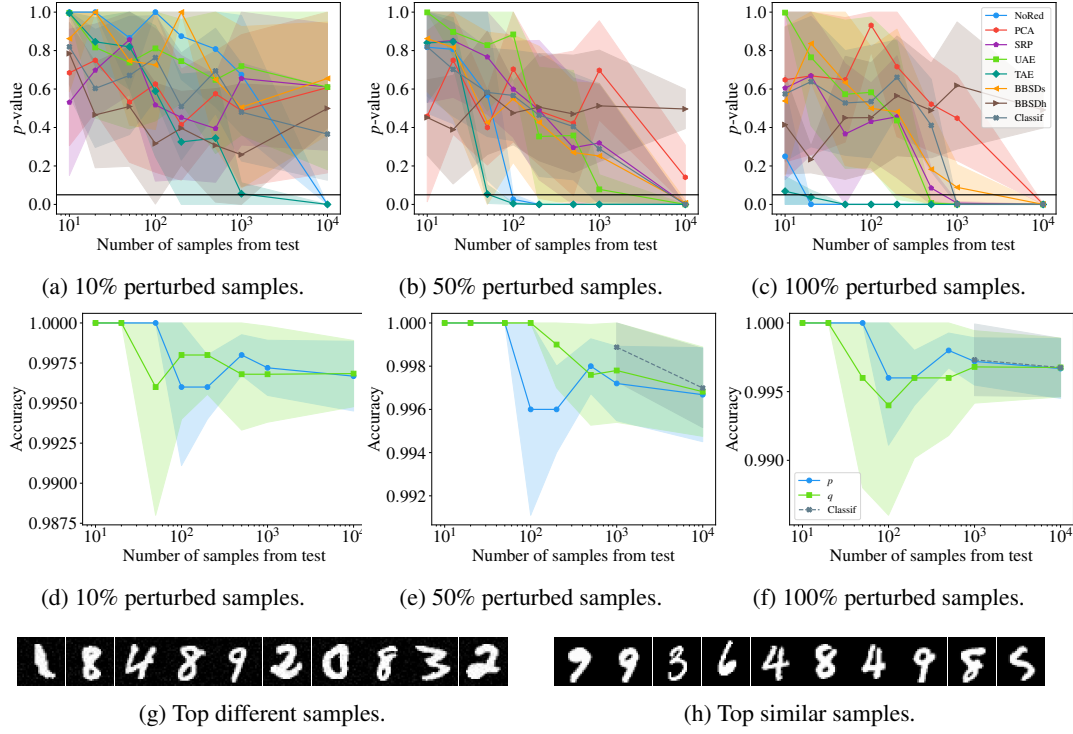 p-value
1.0
0.8
0.6
0.4
0.2
0.0
10¹ 10² 10³ 10⁴
Number of samples from test
(a) 10% perturbed samples.
p-value
1.0
0.8
0.6
0.4
0.2
0.0
10¹ 10² 10³ 10⁴
Number of samples from test
(b) 50% perturbed samples.
p-value
1.0
0.8
0.6
0.4
0.2
0.0
NoRed
PCA
SRP
UAE
TAE
BBSDs
BBSDh
Classif
10¹ 10² 10³ 10⁴
Number of samples from test
(c) 100% perturbed samples.
Accuracy
1.0000
0.9975
0.9950
0.9925
0.9900
0.9875
10¹ 10² 10³ 10⁴
Number of samples from test
(d) 10% perturbed samples.
Accuracy
1.000
0.998
0.996
0.994
0.992
10¹ 10² 10³ 10⁴
Number of samples from test
(e) 50% perturbed samples.
Accuracy
1.000
0.995
0.990
p
q
Classif
10¹ 10² 10³ 10⁴
Number of samples from test
(f) 100% perturbed samples.
1 8 4 8 9 2 0 8 3 2
(g) Top different samples.
9 9 3 6 4 8 4 9 8 5
(h) Top similar samples.